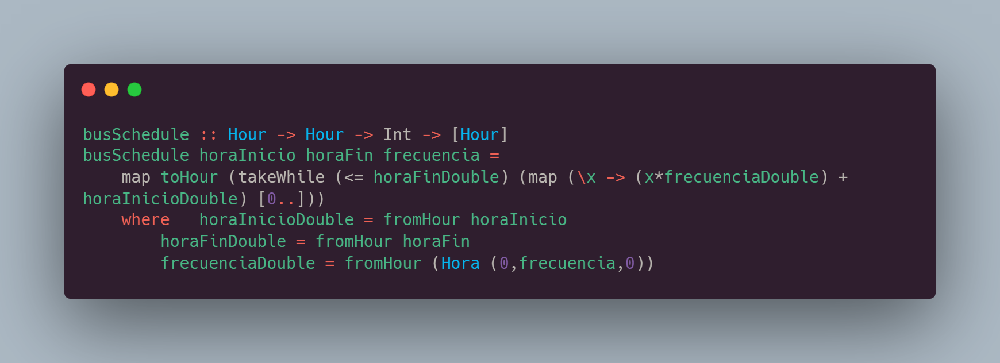 busSchedule :: Hour -> Hour -> Int -> [Hour]
busSchedule horaInicio horaFin frecuencia =
    map toHour (takeWhile (<= horaFinDouble) (map (\x -> (x*frecuenciaDouble) +
horaInicioDouble) [0..]))
    where   horaInicioDouble = fromHour horaInicio
        horaFinDouble = fromHour horaFin
        frecuenciaDouble = fromHour (Hora (0,frecuencia,0))